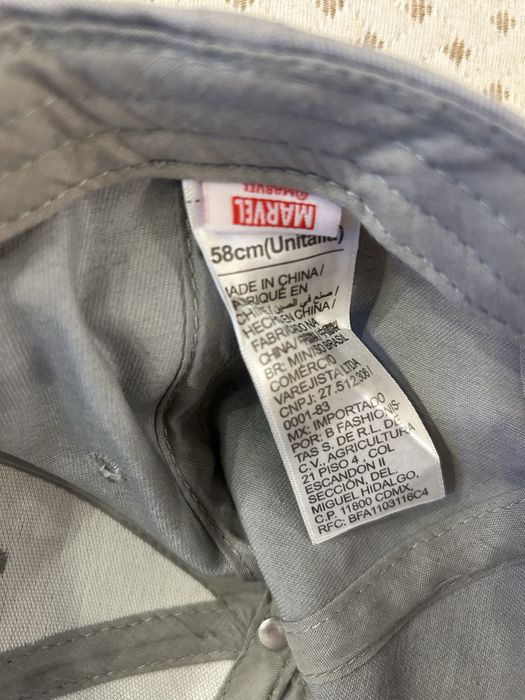 ©MARVEL
MARVEL
58cm(Unitalla)
MADE IN CHINA/
FABRIQUÉ EN
CHINE/ صنع في الصين/
HECHO EN CHINA/
FABRICADO NA
CHINA/
BR: MINISO BRASIL
COMÉRCIO
VAREJISTA LTDA
CNPJ: 27.512.306/
0001-83
MX: IMPORTADO
POR: B FASHIONIS-
TAS S. DE R.L. DE
C.V. AGRICULTURA
21 PISO 4 , COL
ESCANDON II
SECCIÓN, DEL.
MIGUEL HIDALGO,
C.P. 11800 CDMX,
RFC: BFA1103116C4